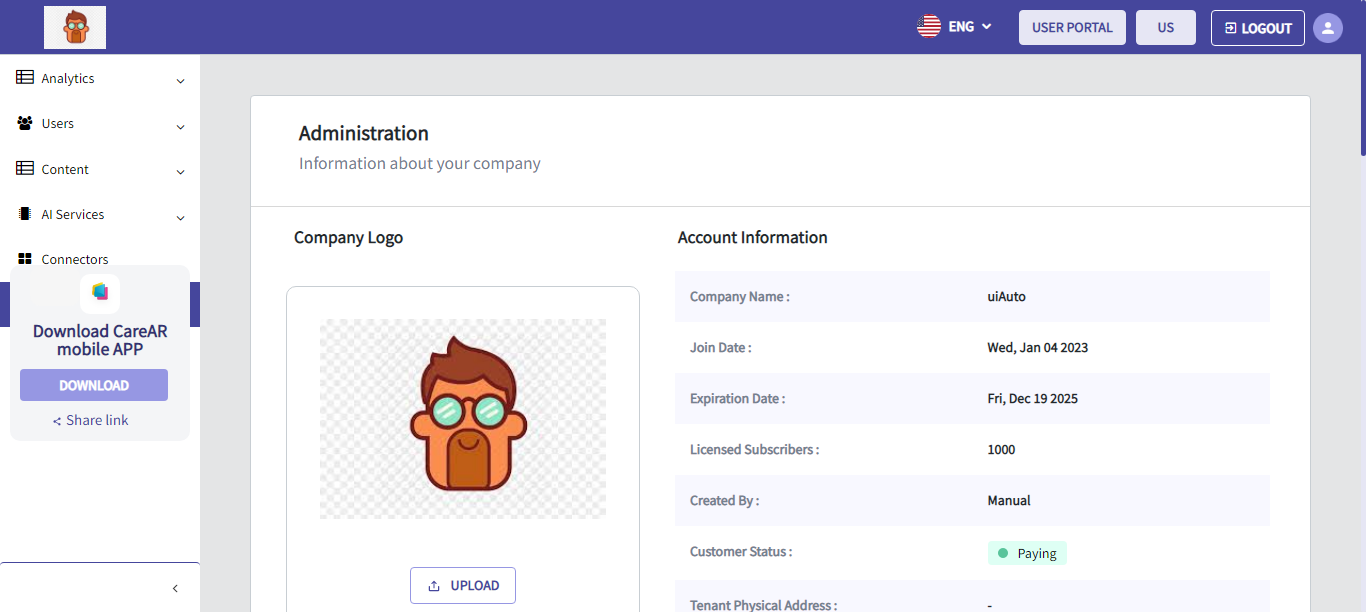 ENG
USER PORTAL
US
LOGOUT
Analytics
Users
Content
AI Services
Connectors
Download CareAR
mobile APP
DOWNLOAD
Share link
Administration
Information about your company
Company Logo
UPLOAD
Account Information
Company Name : uiAuto
Join Date : Wed, Jan 04 2023
Expiration Date : Fri, Dec 19 2025
Licensed Subscribers : 1000
Created By : Manual
Customer Status : Paying
Tenant Physical Address : -